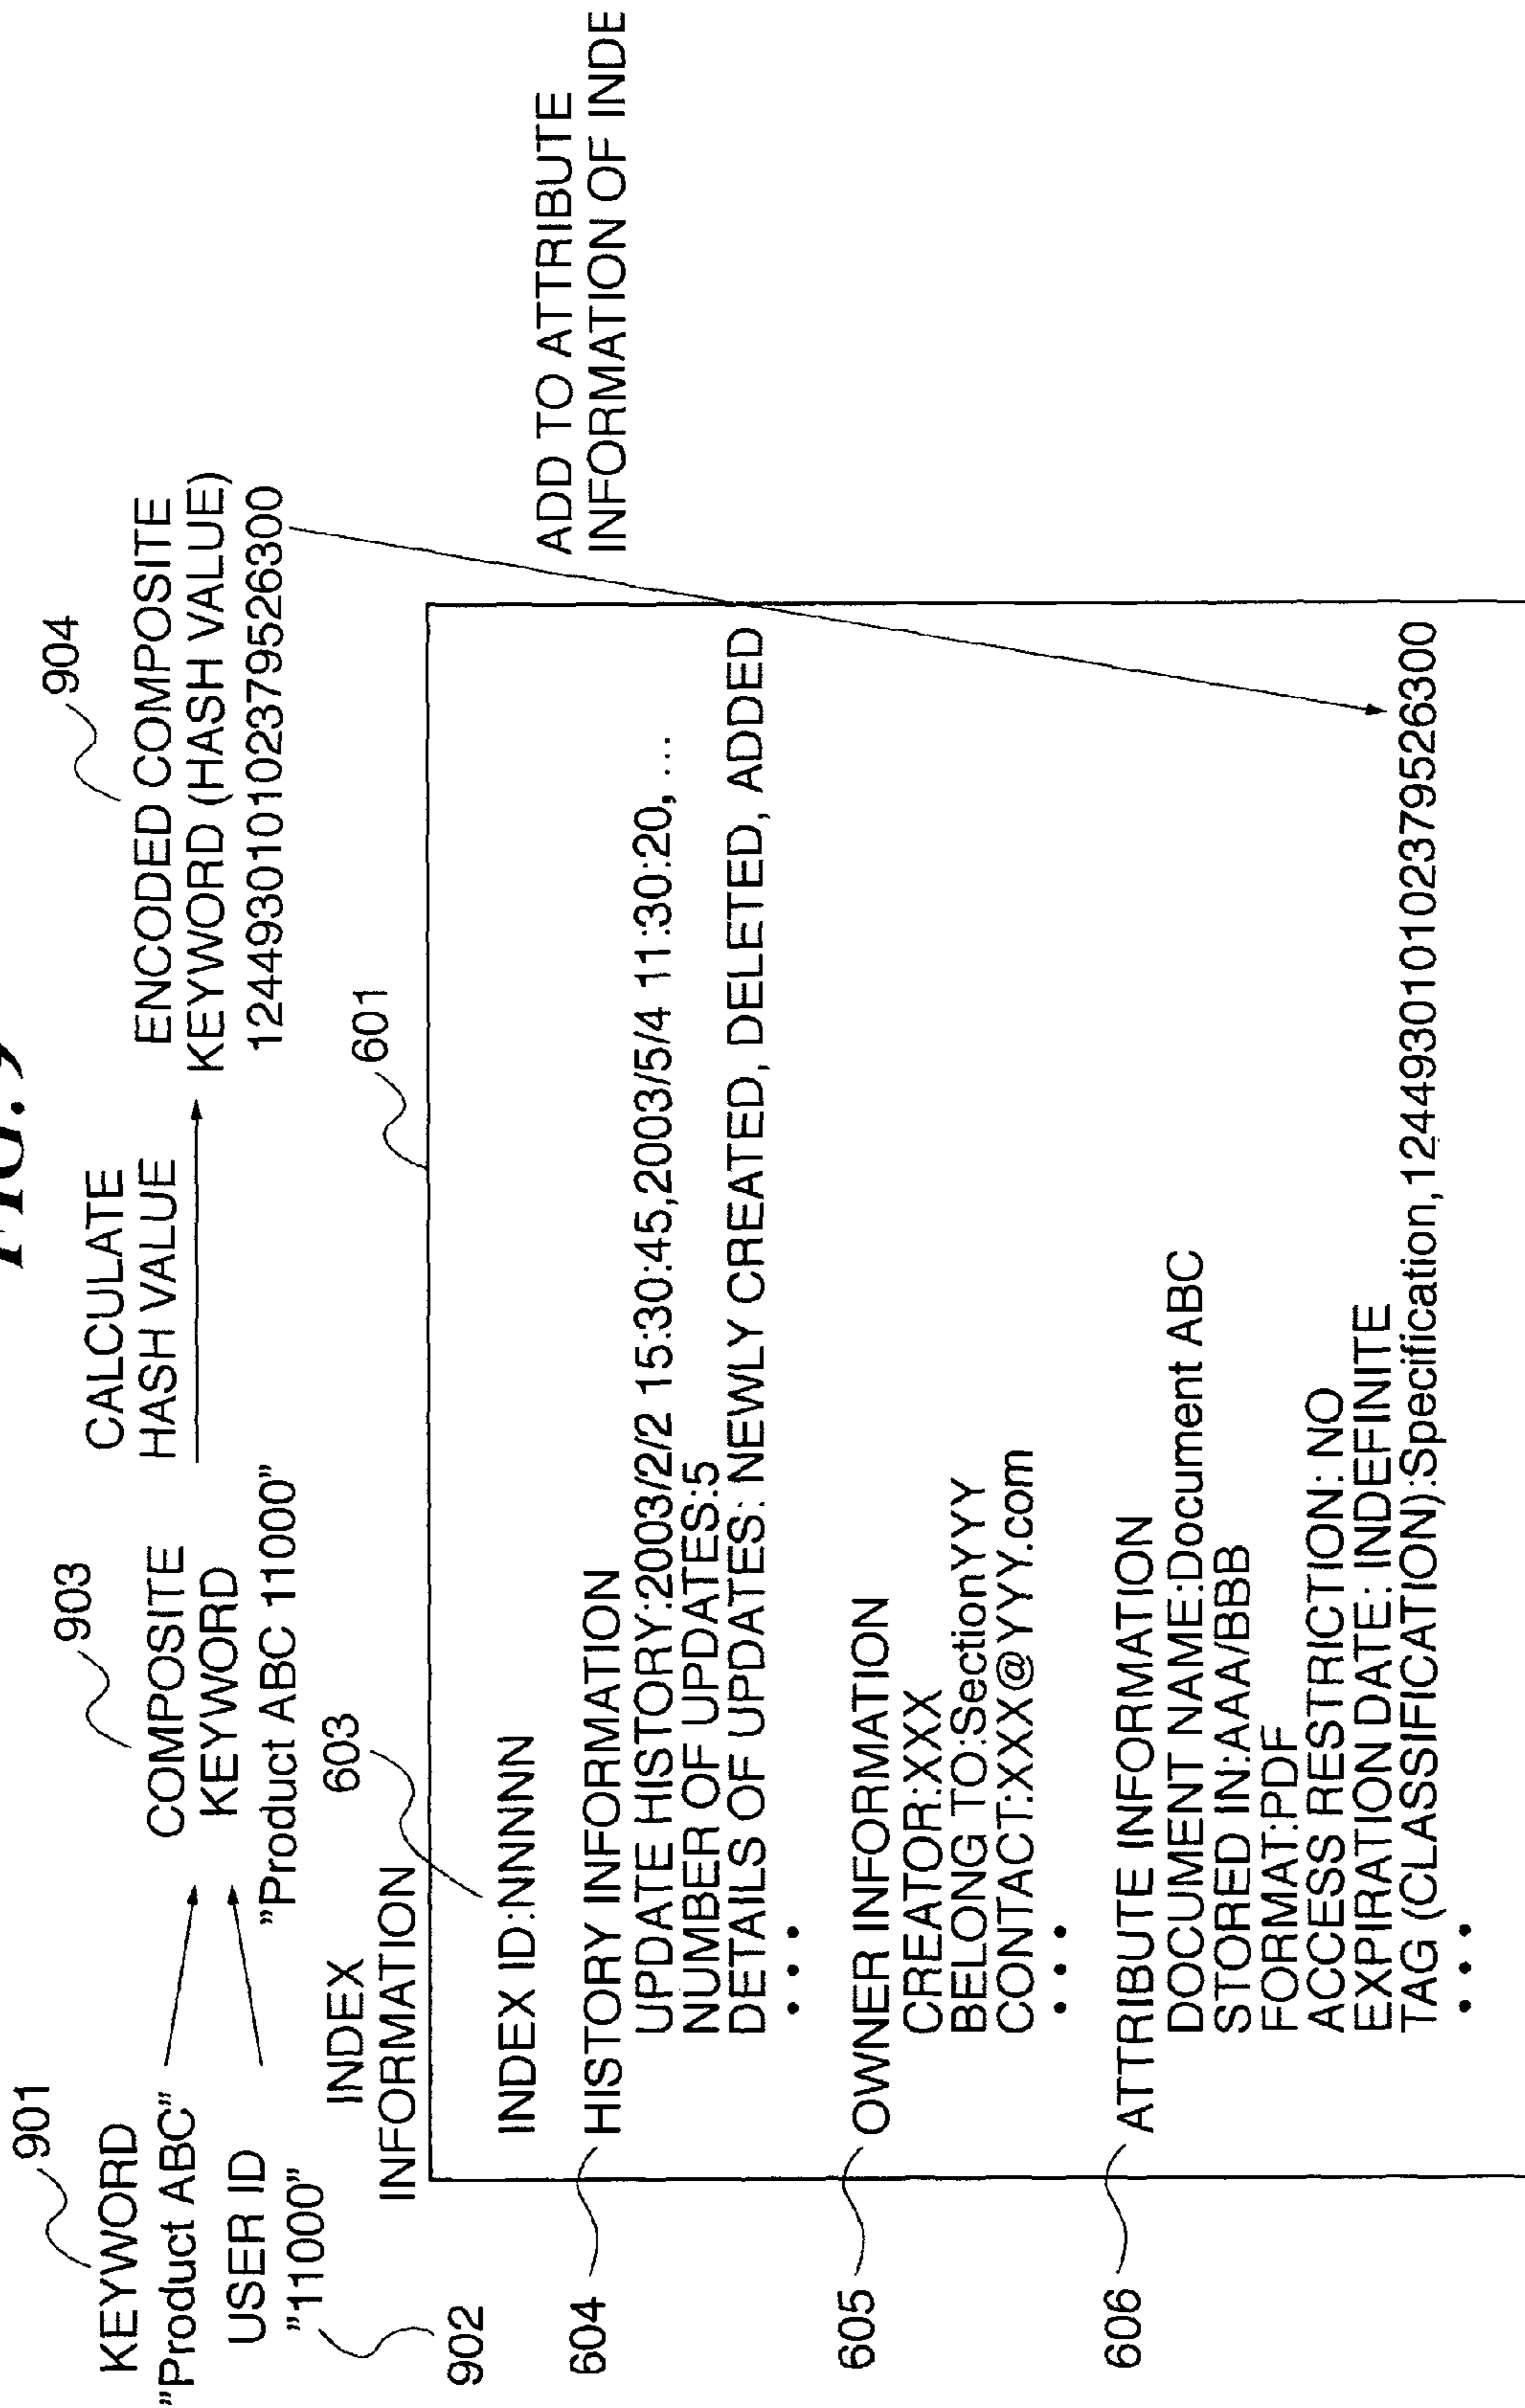 FIG. 9
901
KEYWORD
"Product ABC"
USER ID
"11000"
902
903
COMPOSITE
KEYWORD
"Product ABC 11000"
CALCULATE
HASH VALUE
904
ENCODED COMPOSITE
KEYWORD (HASH VALUE)
124493010102379526300
INDEX
INFORMATION
603
601
INDEX ID:NNNNN
604
HISTORY INFORMATION
UPDATE HISTORY:2003/2/2 15:30:45,2003/5/4 11:30:20, ...
NUMBER OF UPDATES:5
DETAILS OF UPDATES: NEWLY CREATED, DELETED, ADDED
• • •
605
OWNER INFORMATION
CREATOR:XXX
BELONG TO:SectionYYY
CONTACT:XXX@YYY.com
• • •
606
ATTRIBUTE INFORMATION
DOCUMENT NAME:Document ABC
STORED IN:AAA/BBB
FORMAT:PDF
ACCESS RESTRICTION: NO
EXPIRATION DATE: INDEFINITE
TAG (CLASSIFICATION):Specification,124493010102379526300
• • •
ADD TO ATTRIBUTE
INFORMATION OF INDE